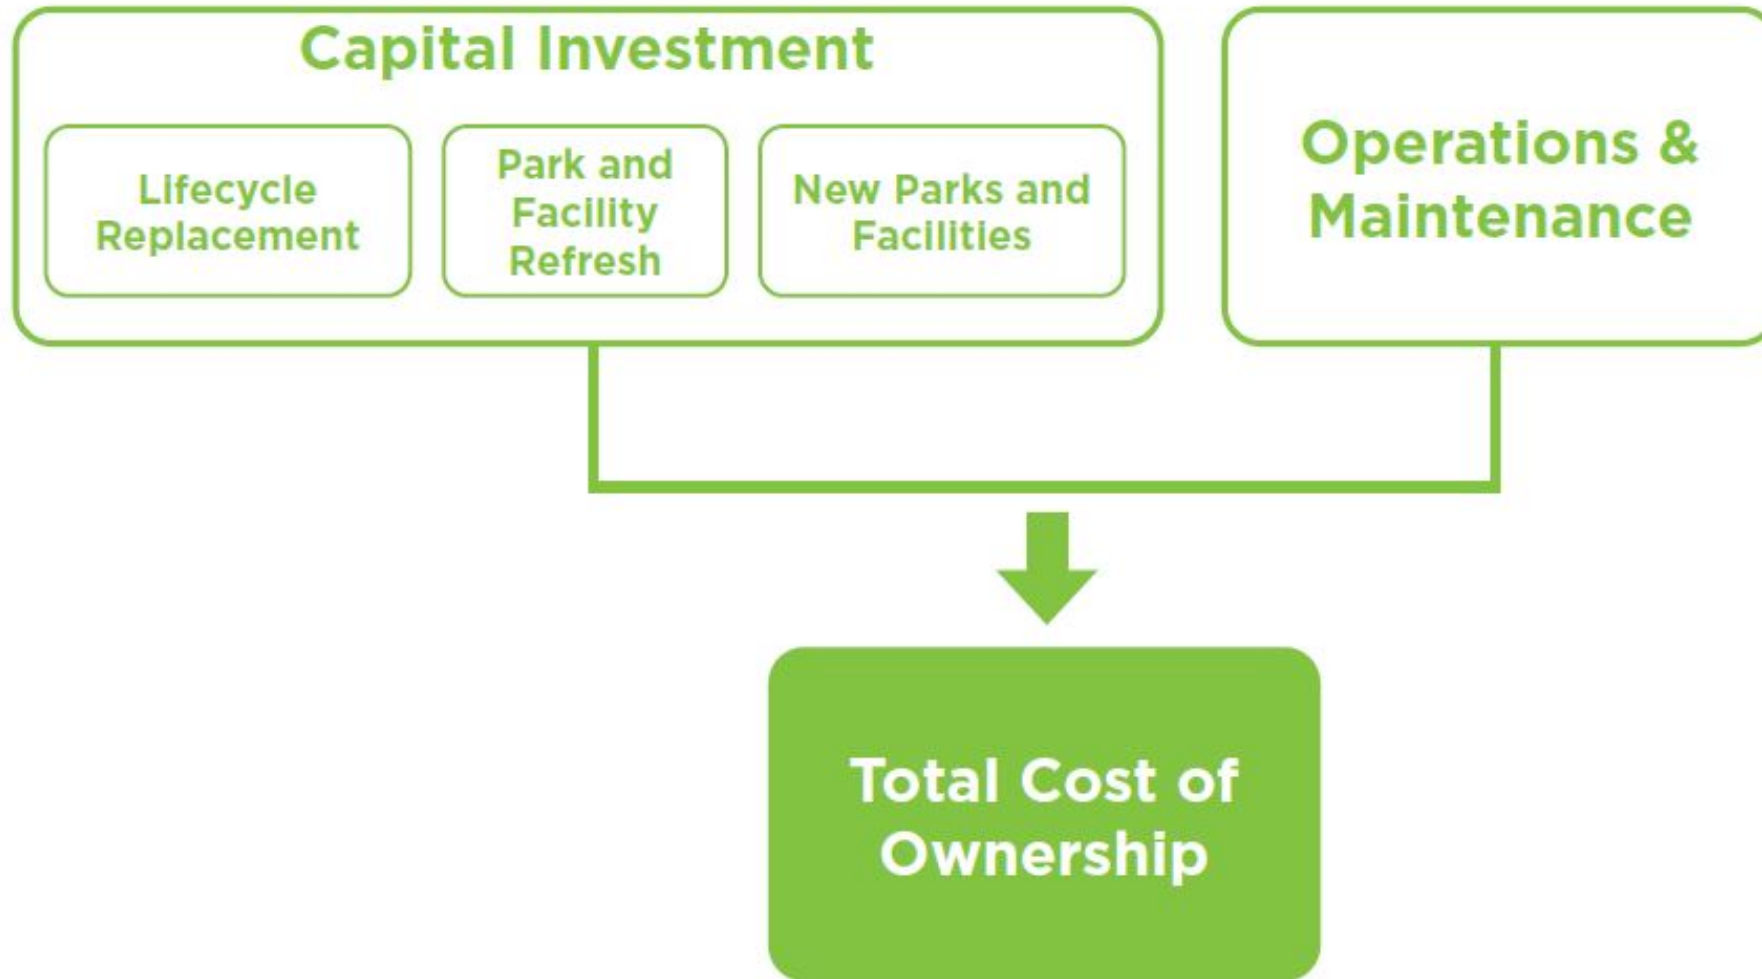 Capital Investment
Lifecycle
Replacement
Park and
Facility
Refresh
New Parks and
Facilities
Operations &
Maintenance
Total Cost of
Ownership